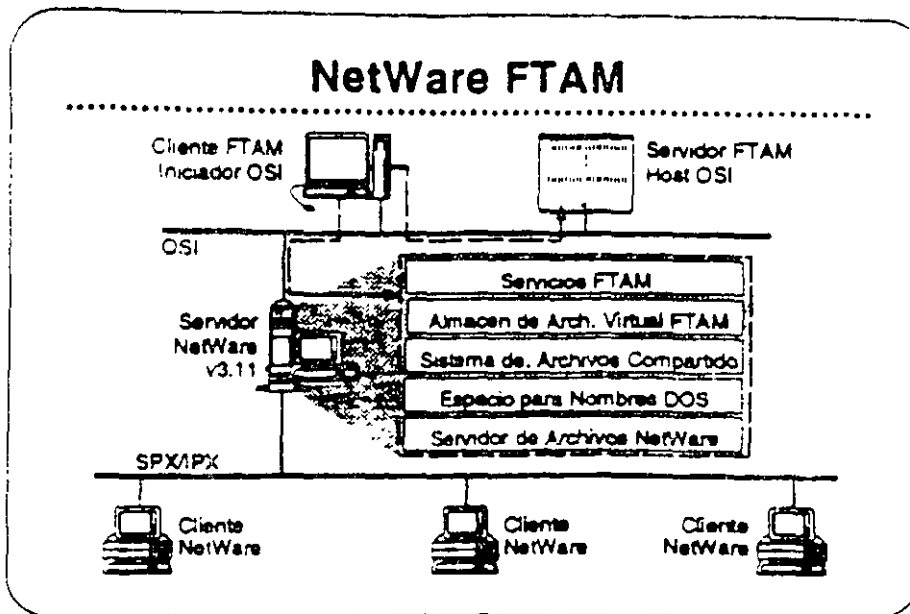 NetWare FTAM
Cliente FTAM
Iniciador OSI
Servidor FTAM
Host OSI
OSI
Servidor
NetWare
v3.11
Servicios FTAM
Almacen de Arch. Virtual FTAM
Sistema de. Archivos Compartido
Espacio para Nombres DOS
Servidor de Archivos NetWare
SPX/IPX
Cliente
NetWare
Cliente
NetWare
Cliente
NetWare